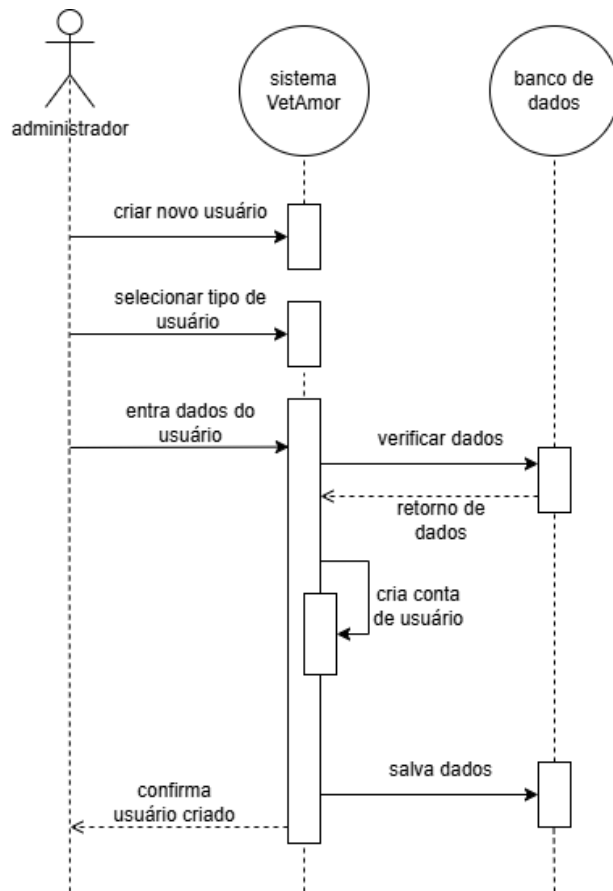 sistema
VetAmor
banco de
dados
administrador
criar novo usuário
selecionar tipo de
usuário
entra dados do
usuário
verificar dados
retorno de
dados
cria conta
de usuário
salva dados
confirma
usuário criado